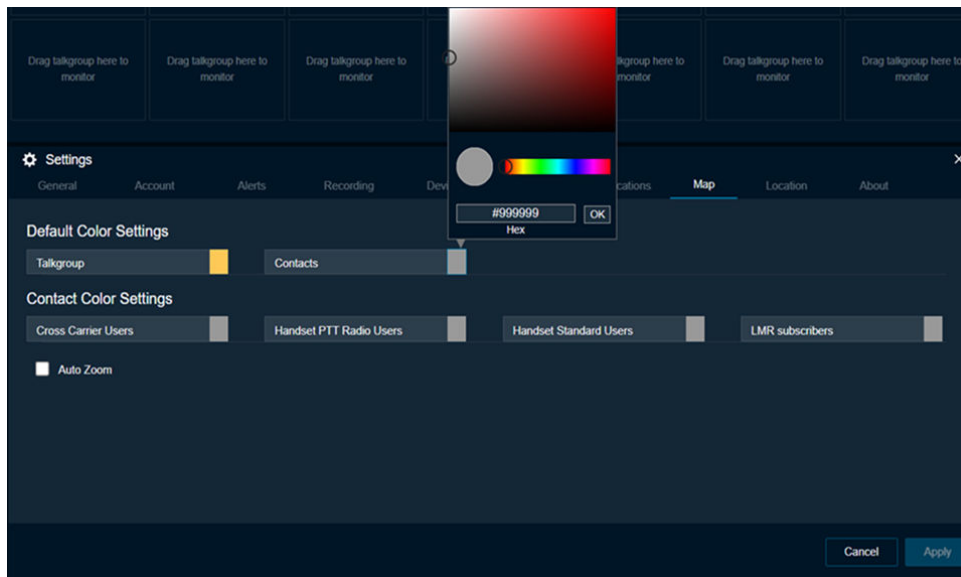 Drag talkgroup here to
monitor
Drag talkgroup here to
monitor
Drag talkgroup here to
monitor
here to
monitor
Drag talkgroup here to
monitor
Drag talkgroup here to
monitor
Settings
General Account Alerts Recording Map Location About
Default Color Settings
#999999 OK
Hex
Talkgroup Contacts
Contact Color Settings
Cross Carrier Users Handset PTT Radio Users Handset Standard Users LMR subscribers
Auto Zoom
Cancel Apply